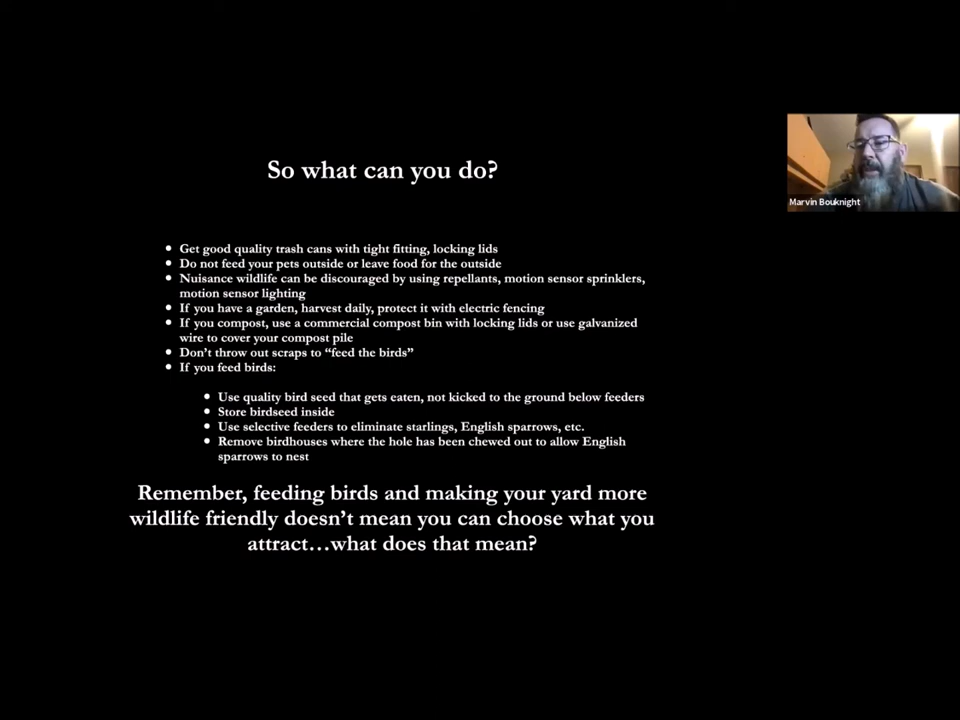 So what can you do?
Marvin Bouknight
• Get good quality trash cans with tight fitting, locking lids
• Do not feed your pets outside or leave food for the outside
• Nuisance wildlife can be discouraged by using repellants, motion sensor sprinklers,
motion sensor lighting
• If you have a garden, harvest daily, protect it with electric fencing
• If you compost, use a commercial compost bin with locking lids or use galvanized
wire to cover your compost pile
• Don’t throw out scraps to “feed the birds”
• If you feed birds:
• Use quality bird seed that gets eaten, not kicked to the ground below feeders
• Store birdseed inside
• Use selective feeders to eliminate starlings, English sparrows, etc.
• Remove birdhouses where the hole has been chewed out to allow English
sparrows to nest
Remember, feeding birds and making your yard more
wildlife friendly doesn’t mean you can choose what you
attract…what does that mean?